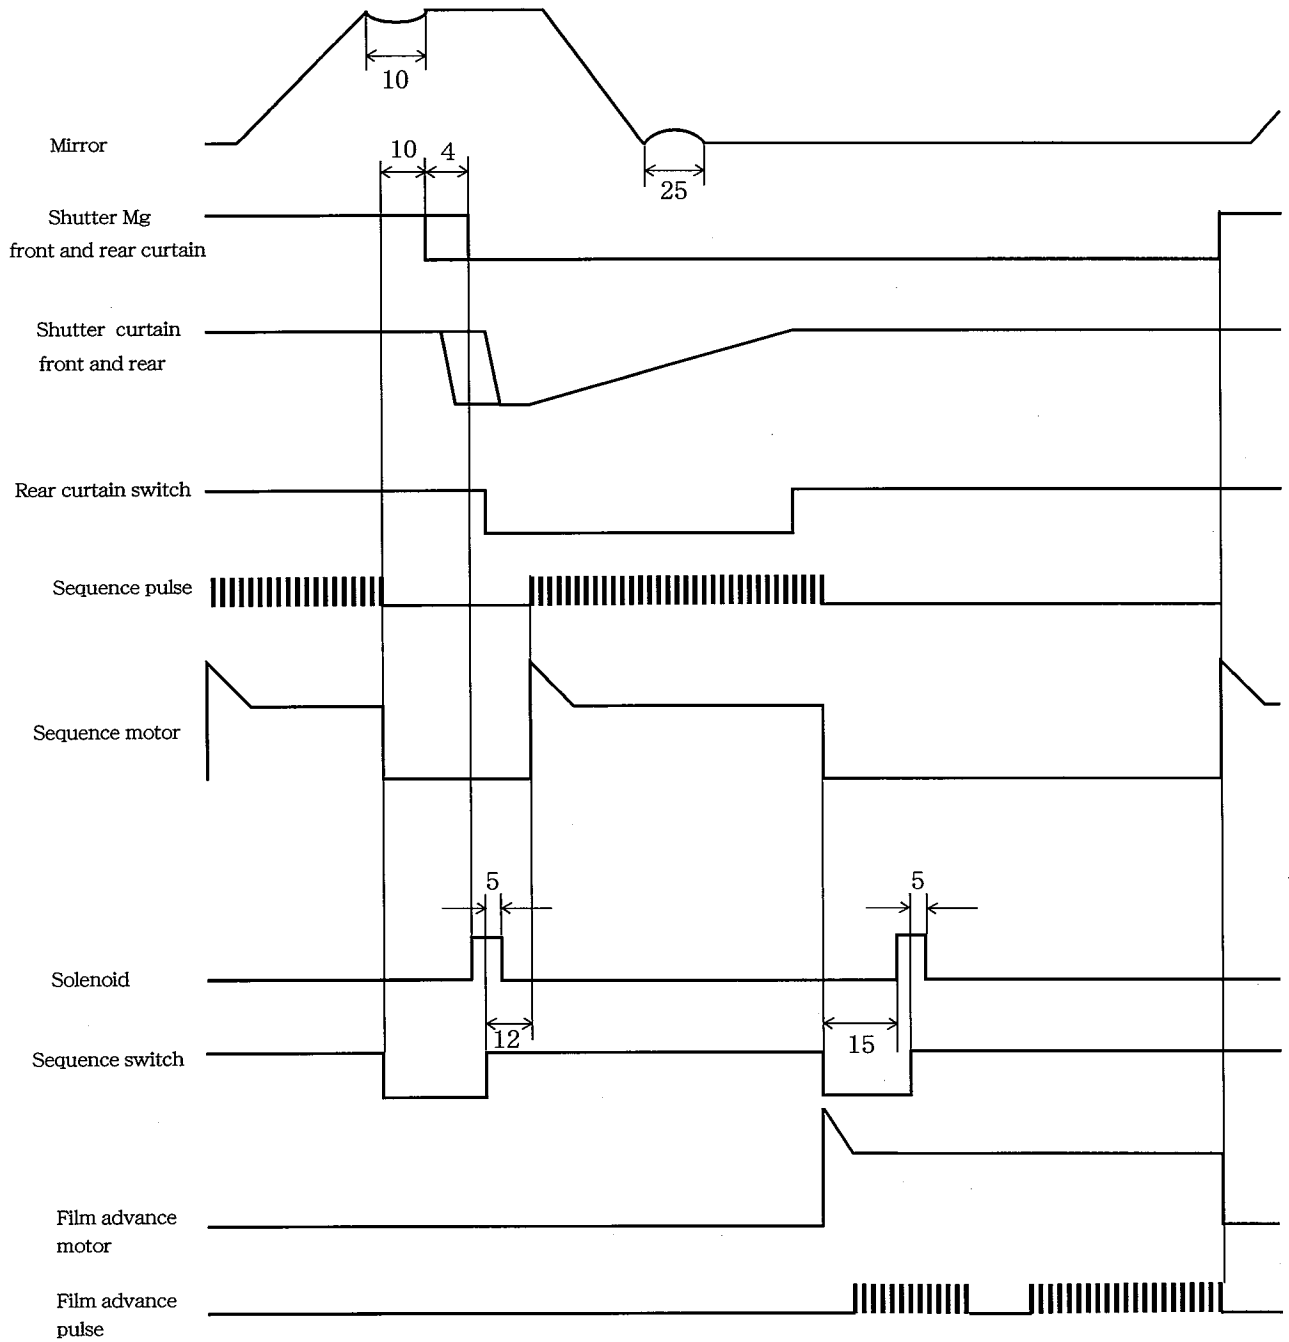 10
Mirror
10 4
25
Shutter Mg
front and rear curtain
Shutter curtain
front and rear
Rear curtain switch
Sequence pulse
Sequence motor
5 5
Solenoid
12 15
Sequence switch
Film advance
motor
Film advance
pulse